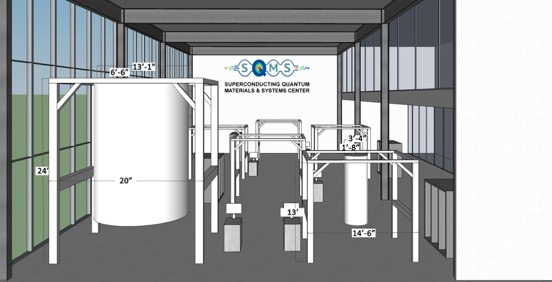 13'-1"
6'-6"
SQMS
SUPERCONDUCTING QUANTUM
MATERIALS & SYSTEMS CENTER
3'-4"
1'-8"
24'
20"
13'
14'-6"